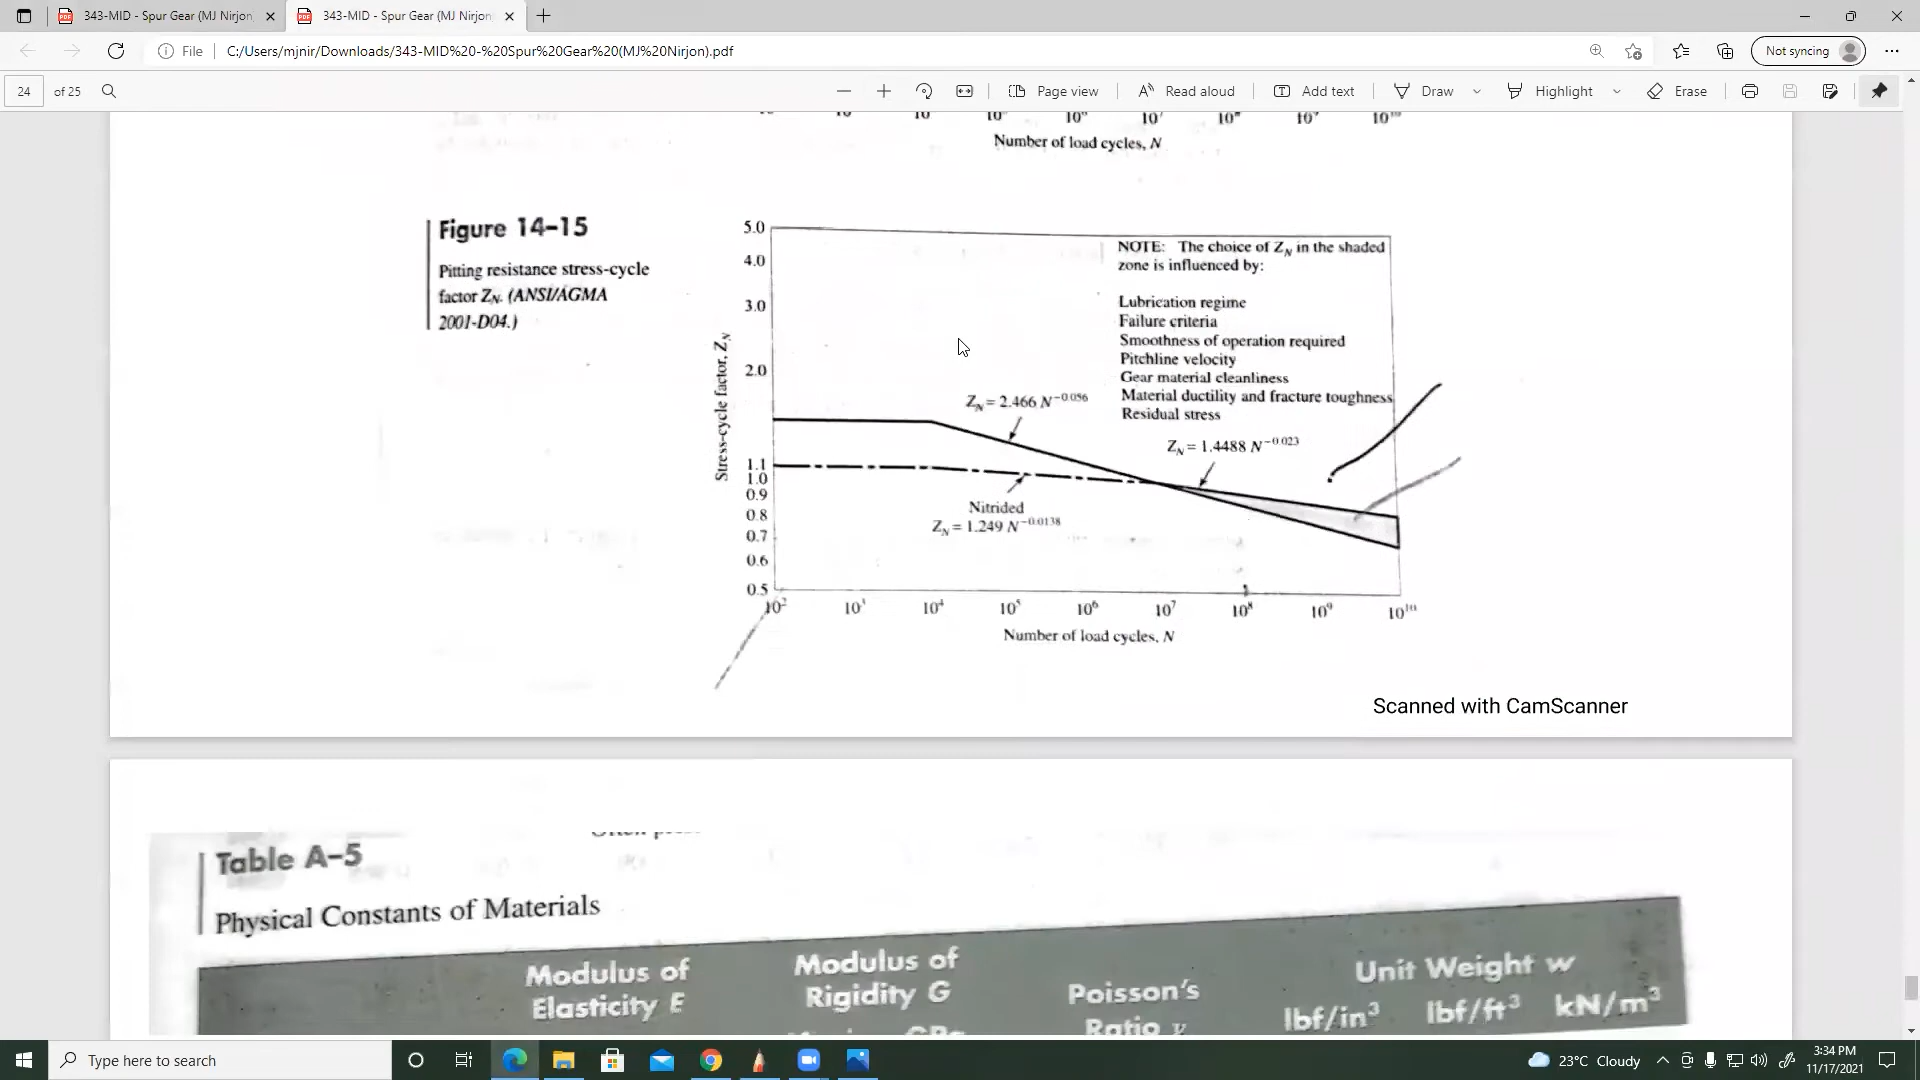 343-MID - Spur Gear (MJ Nirjon
343-MID - Spur Gear (MJ Nirjon
File
C:/Users/mjnir/Downloads/343-MID%20-%20Spur%20Gear%20(MJ%20Nirjon).pdf
Not syncing
24 of 25
Page view
Read aloud
Add text
Draw
Highlight
Erase
Number of load cycles, N
Figure 14–15
Pitting resistance stress-cycle
factor Z_N. (ANSI/AGMA
2001-D04.)
5.0
4.0
3.0
2.0
1.1
1.0
0.9
0.8
0.7
0.6
0.5
Stress-cycle factor, Z_N
NOTE: The choice of Z_N in the shaded
zone is influenced by:
Lubrication regime
Failure criteria
Smoothness of operation required
Pitchline velocity
Gear material cleanliness
Material ductility and fracture toughness
Residual stress
Z_N = 2.466 N^−0.056
Z_N = 1.4488 N^−0.023
Nitrided
Z_N = 1.249 N^−0.0138
10² 10³ 10⁴ 10⁵ 10⁶ 10⁷ 10⁸ 10⁹ 10¹⁰
Number of load cycles, N
Scanned with CamScanner
Table A–5
Physical Constants of Materials
Modulus of
Elasticity E
Modulus of
Rigidity G
Poisson's
Ratio ν
Unit Weight w
lbf/in³ lbf/ft³ kN/m³
Type here to search
23°C Cloudy
3:34 PM
11/17/2021